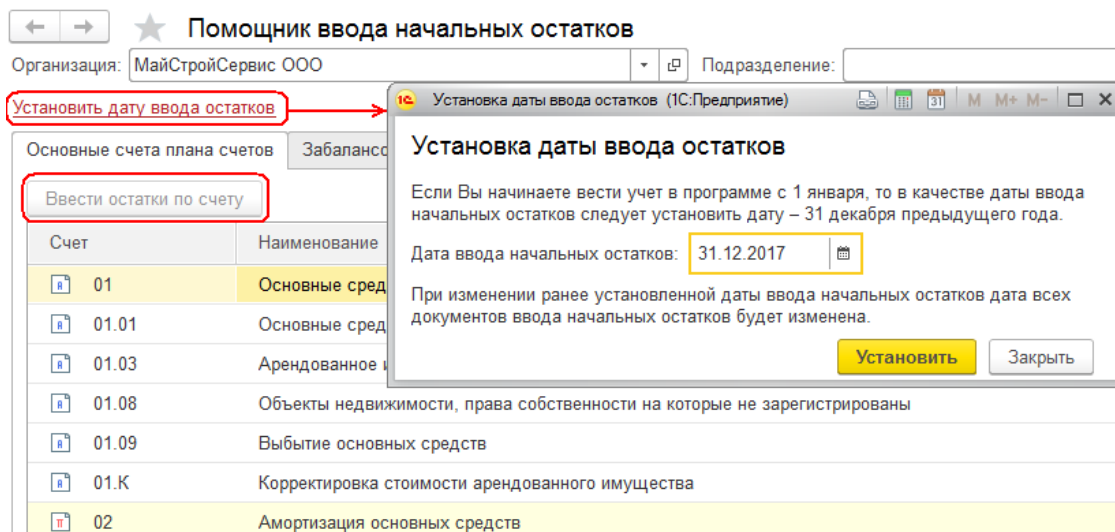 Помощник ввода начальных остатков
Организация: МайСтройСервис ООО Подразделение:
Установить дату ввода остатков
1С Установка даты ввода остатков (1С:Предприятие) 31 M M+ M-
Установка даты ввода остатков
Если Вы начинаете вести учет в программе с 1 января, то в качестве даты ввода
начальных остатков следует установить дату – 31 декабря предыдущего года.
Дата ввода начальных остатков: 31.12.2017
При изменении ранее установленной даты ввода начальных остатков дата всех
документов ввода начальных остатков будет изменена.
Установить Закрыть
Основные счета плана счетов Забалансо
Ввести остатки по счету
Счет Наименование
01 Основные сред
01.01 Основные сред
01.03 Арендованное и
01.08 Объекты недвижимости, права собственности на которые не зарегистрированы
01.09 Выбытие основных средств
01.К Корректировка стоимости арендованного имущества
02 Амортизация основных средств